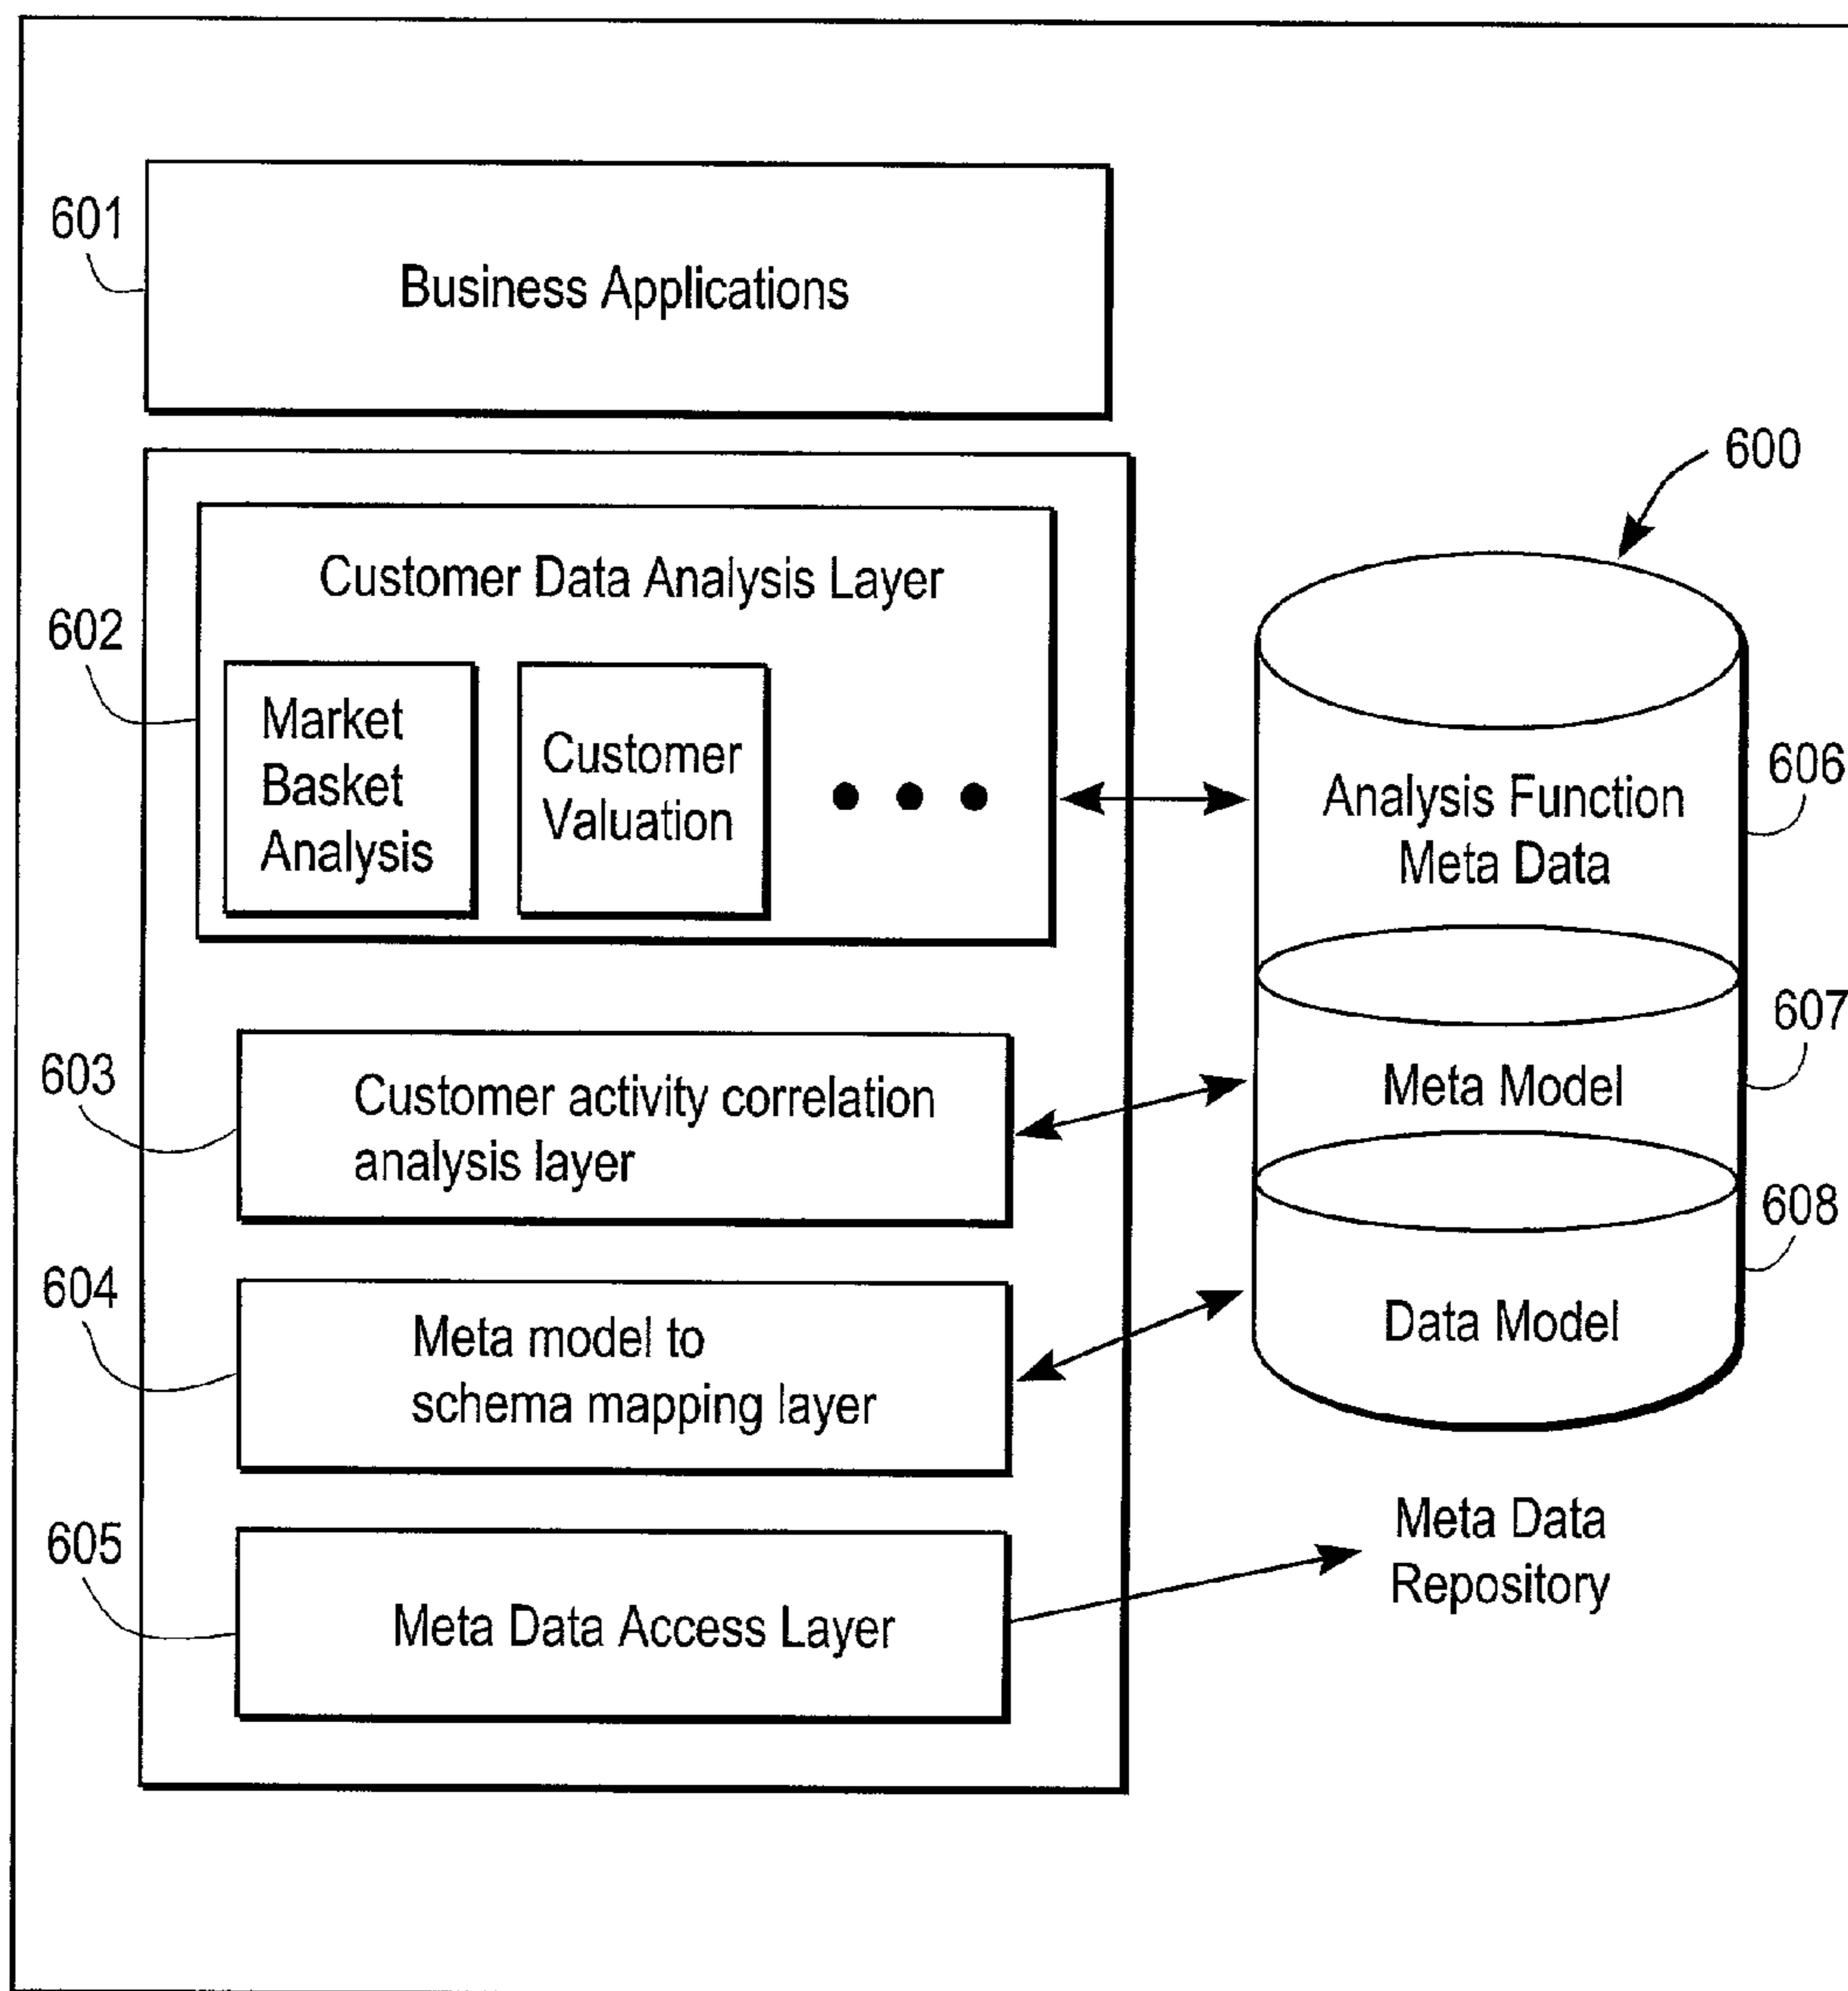 601
Business Applications
600
Customer Data Analysis Layer
602
Market
Basket
Analysis
Customer
Valuation
606
Analysis Function
Meta Data
603
Customer activity correlation
analysis layer
607
Meta Model
608
Data Model
604
Meta model to
schema mapping layer
605
Meta Data Access Layer
Meta Data
Repository